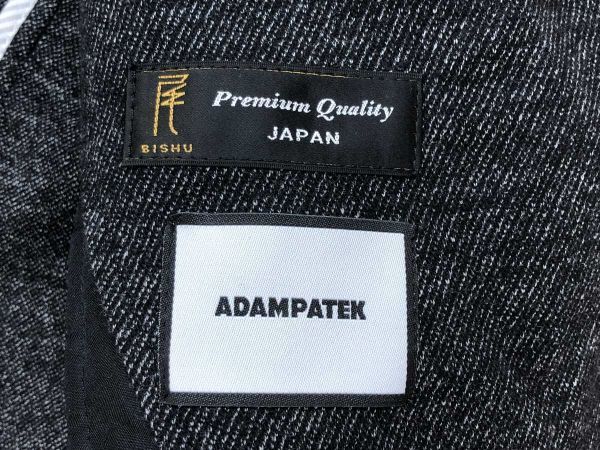 尾 Premium Quality
BISHU JAPAN
ADAMPATEK